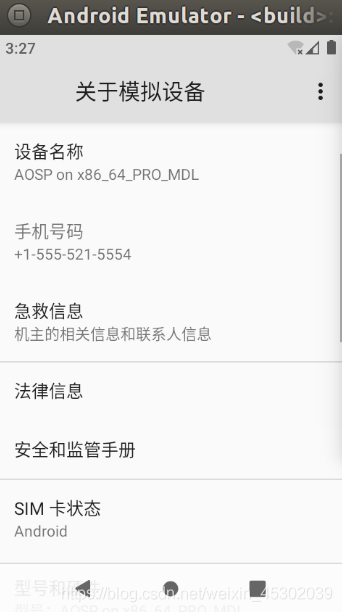 Android Emulator - <build>:
3:27
关于模拟设备
设备名称
AOSP on x86_64_PRO_MDL
手机号码
+1-555-521-5554
急救信息
机主的相关信息和联系人信息
法律信息
安全和监管手册
SIM 卡状态
Android
型号和硬件
https://blog.csdn.net/weixin_45302039
型号：AOSP on x86_64_PRO_MDL